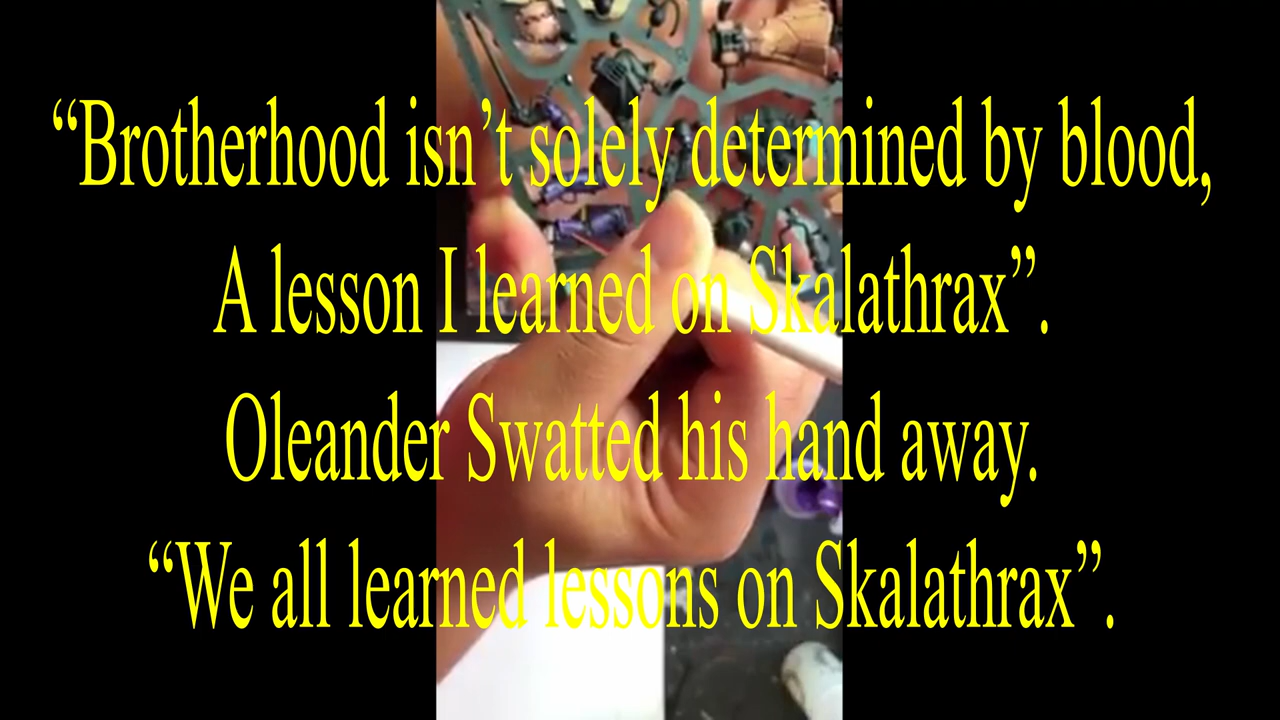 “Brotherhood isn’t solely determined by blood,
A lesson I learned on Skalathrax”.
Oleander Swatted his hand away.
“We all learned lessons on Skalathrax”.